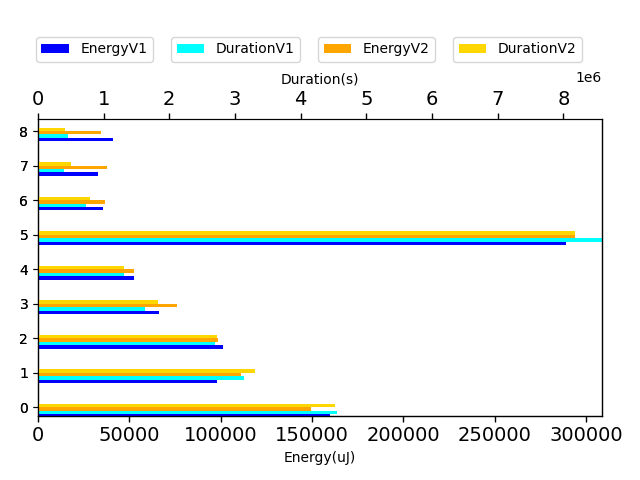 EnergyV1 DurationV1 EnergyV2 DurationV2
Duration(s)
1e6
0 1 2 3 4 5 6 7 8
8
7
6
5
4
3
2
1
0
0 50000 100000 150000 200000 250000 300000
Energy(uJ)